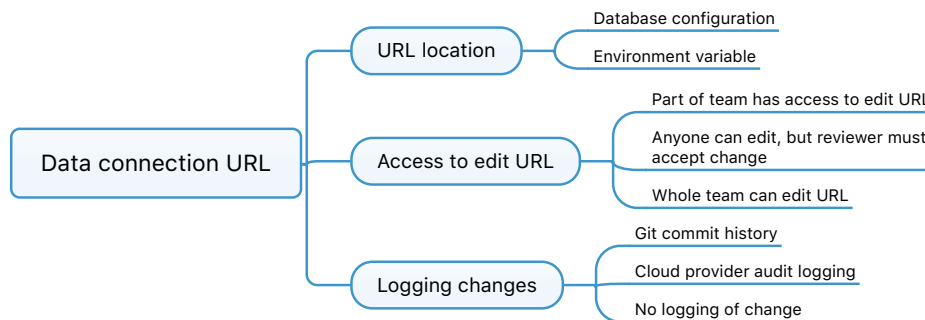 Data connection URL
URL location
Database configuration
Environment variable
Access to edit URL
Part of team has access to edit URL
Anyone can edit, but reviewer must
accept change
Whole team can edit URL
Logging changes
Git commit history
Cloud provider audit logging
No logging of change